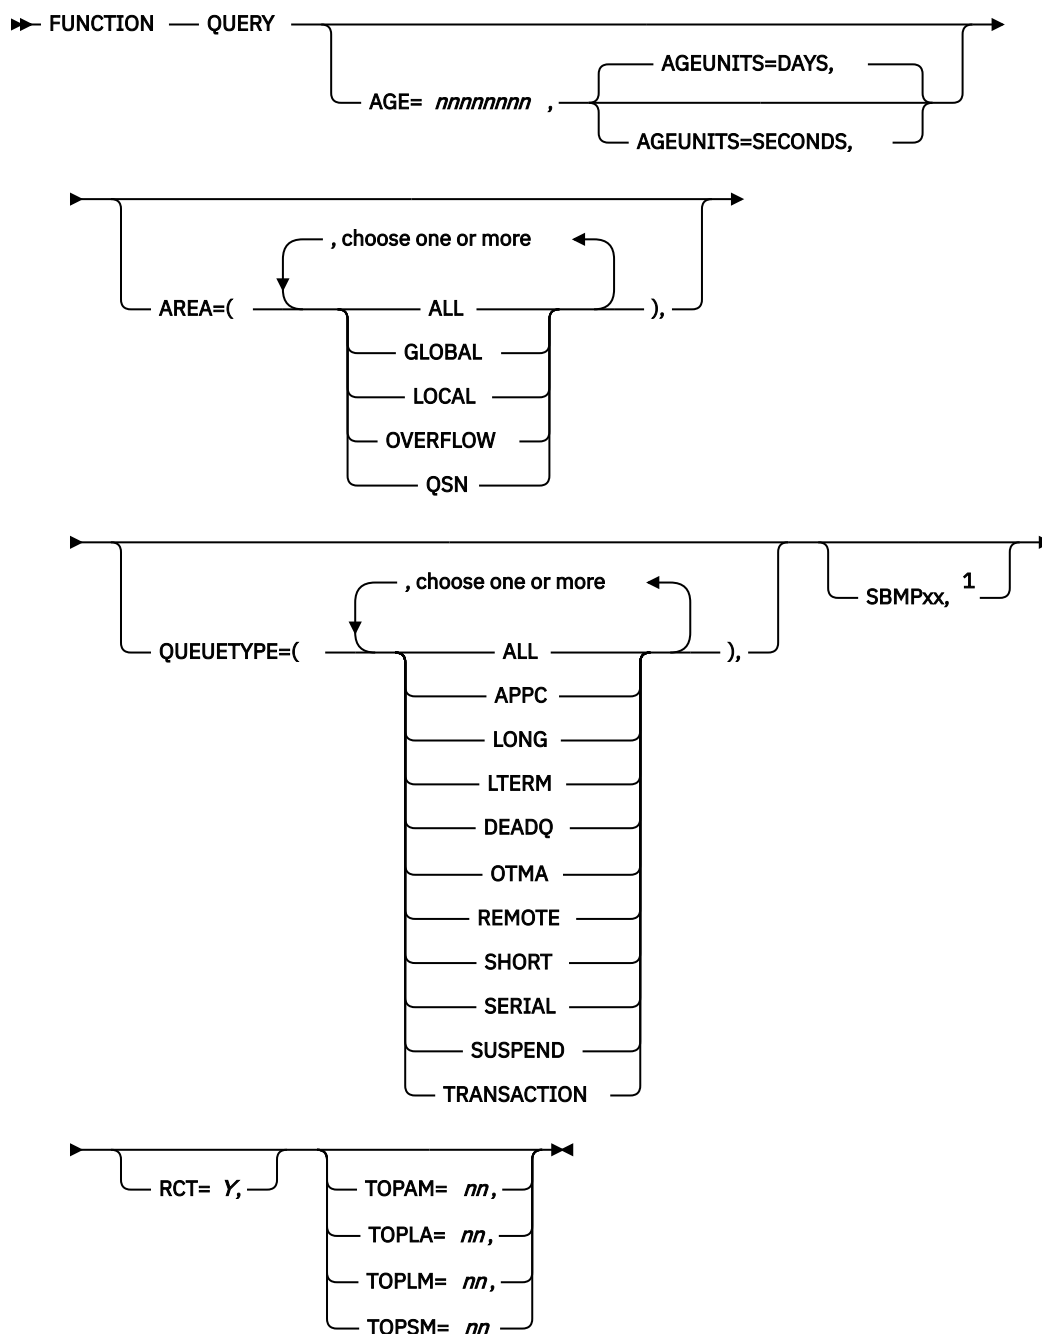 FUNCTION QUERY
AGEUNITS=DAYS,
AGE= nnnnnnnn ,
AGEUNITS=SECONDS,
, choose one or more
AREA=( ALL ),
GLOBAL
LOCAL
OVERFLOW
QSN
, choose one or more
SBMPxx, 1
QUEUETYPE=( ALL ),
APPC
LONG
LTERM
DEADQ
OTMA
REMOTE
SHORT
SERIAL
SUSPEND
TRANSACTION
RCT= Y, TOPAM= nn,
TOPLA= nn,
TOPLM= nn,
TOPSM= nn